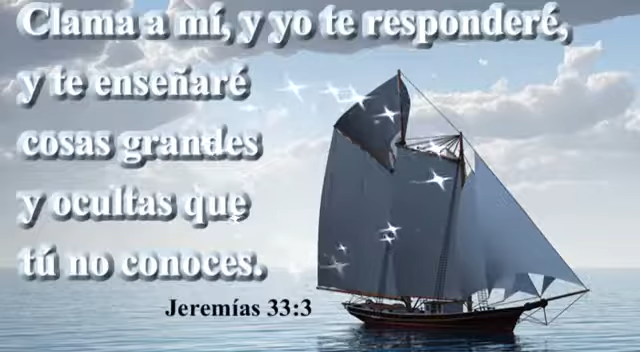 Clama a mí, y yo te responderé,
y te enseñaré
cosas grandes
y ocultas que
tú no conoces.
Jeremías 33:3